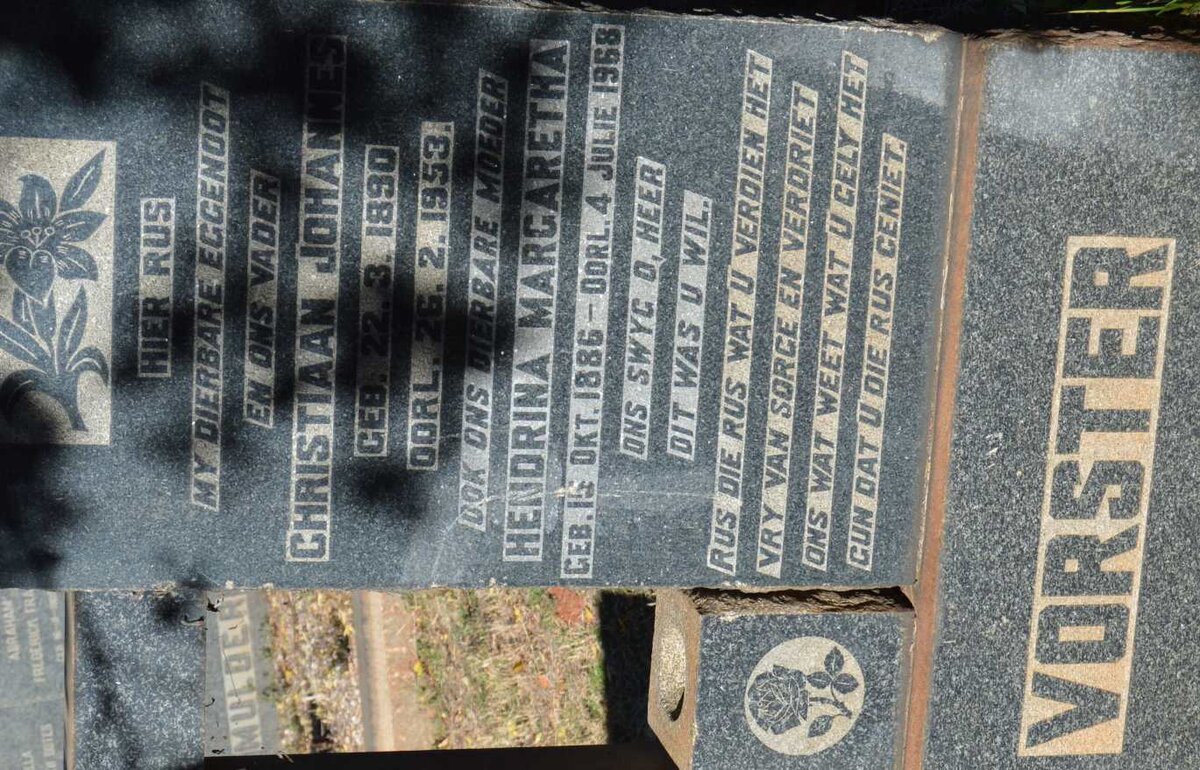 HIER RUS
MY DIERBARE EGGENOOT
EN ONS VADER
CHRISTIAAN JOHANNES
GEB. 22. 3. 1890
OORL. 26. 2. 1953.
OOK ONS DIERBARE MOEDER
HENDRINA MARGARETHA
GEB. 15 OKT. 1886 – OORL. 4 JULIE 1968
ONS SWYG O, HEER
DIT WAS U WIL.
RUS DIE RUS WAT U VERDIEN HET
VRY VAN SORGE EN VERDRIET
ONS WAT WEET WAT U GELY HET
GUN DAT U DIE RUS GENIET.
VORSTER
ABRAHAM